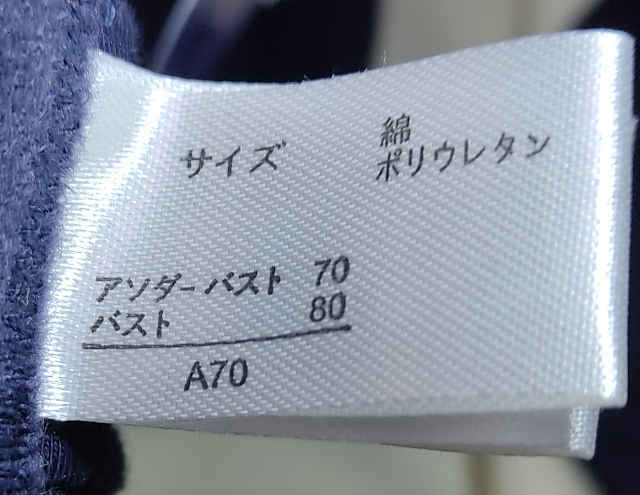 サイズ
綿
ポリウレタン
アンダーバスト 70
バスト 80
A70